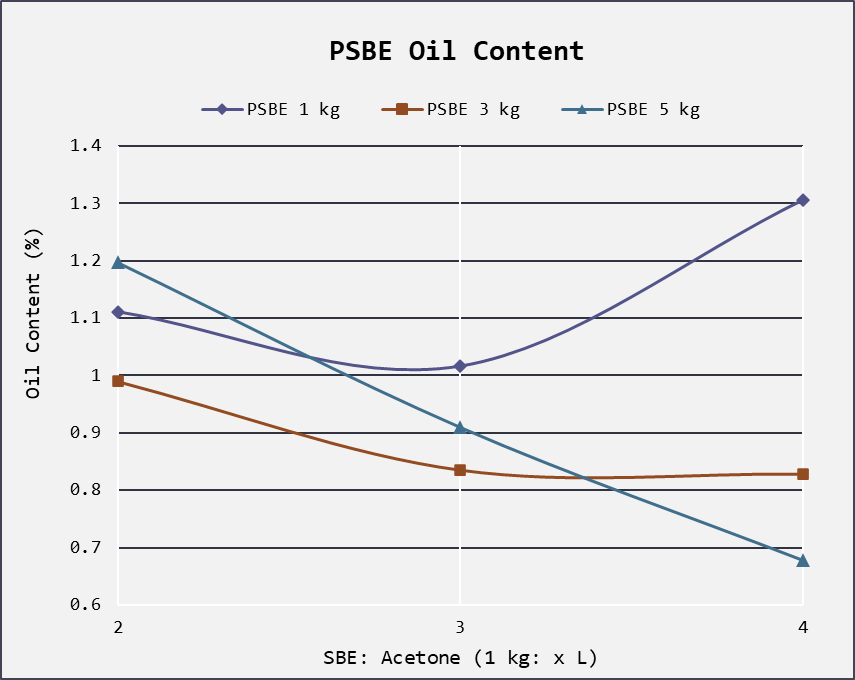 PSBE Oil Content
PSBE 1 kg PSBE 3 kg PSBE 5 kg
1.4
1.3
1.2
1.1
1
0.9
0.8
0.7
0.6
Oil Content (%)
2 3 4
SBE: Acetone (1 kg: x L)